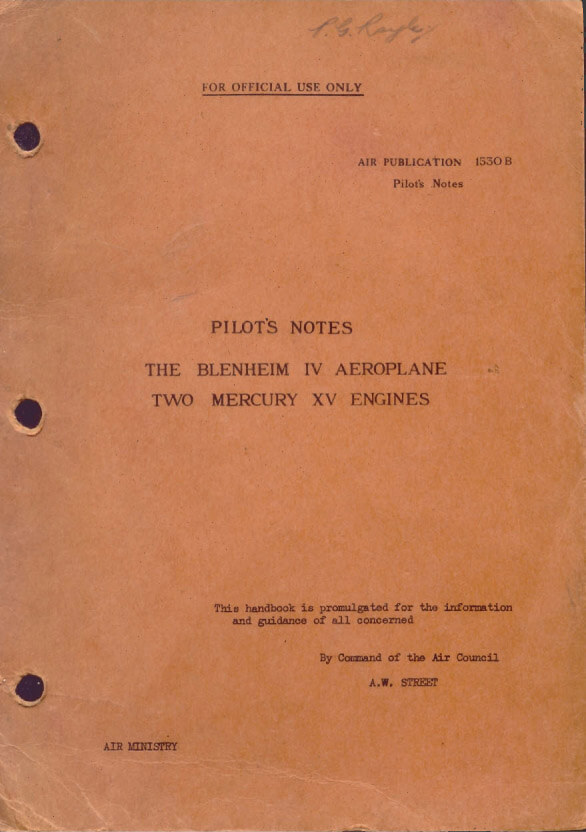 FOR OFFICIAL USE ONLY
AIR PUBLICATION 1530 B
Pilot's Notes
PILOT'S NOTES
THE BLENHEIM IV AEROPLANE
TWO MERCURY XV ENGINES
This handbook is promulgated for the information
and guidance of all concerned
By Command of the Air Council
A.W. STREET
AIR MINISTRY